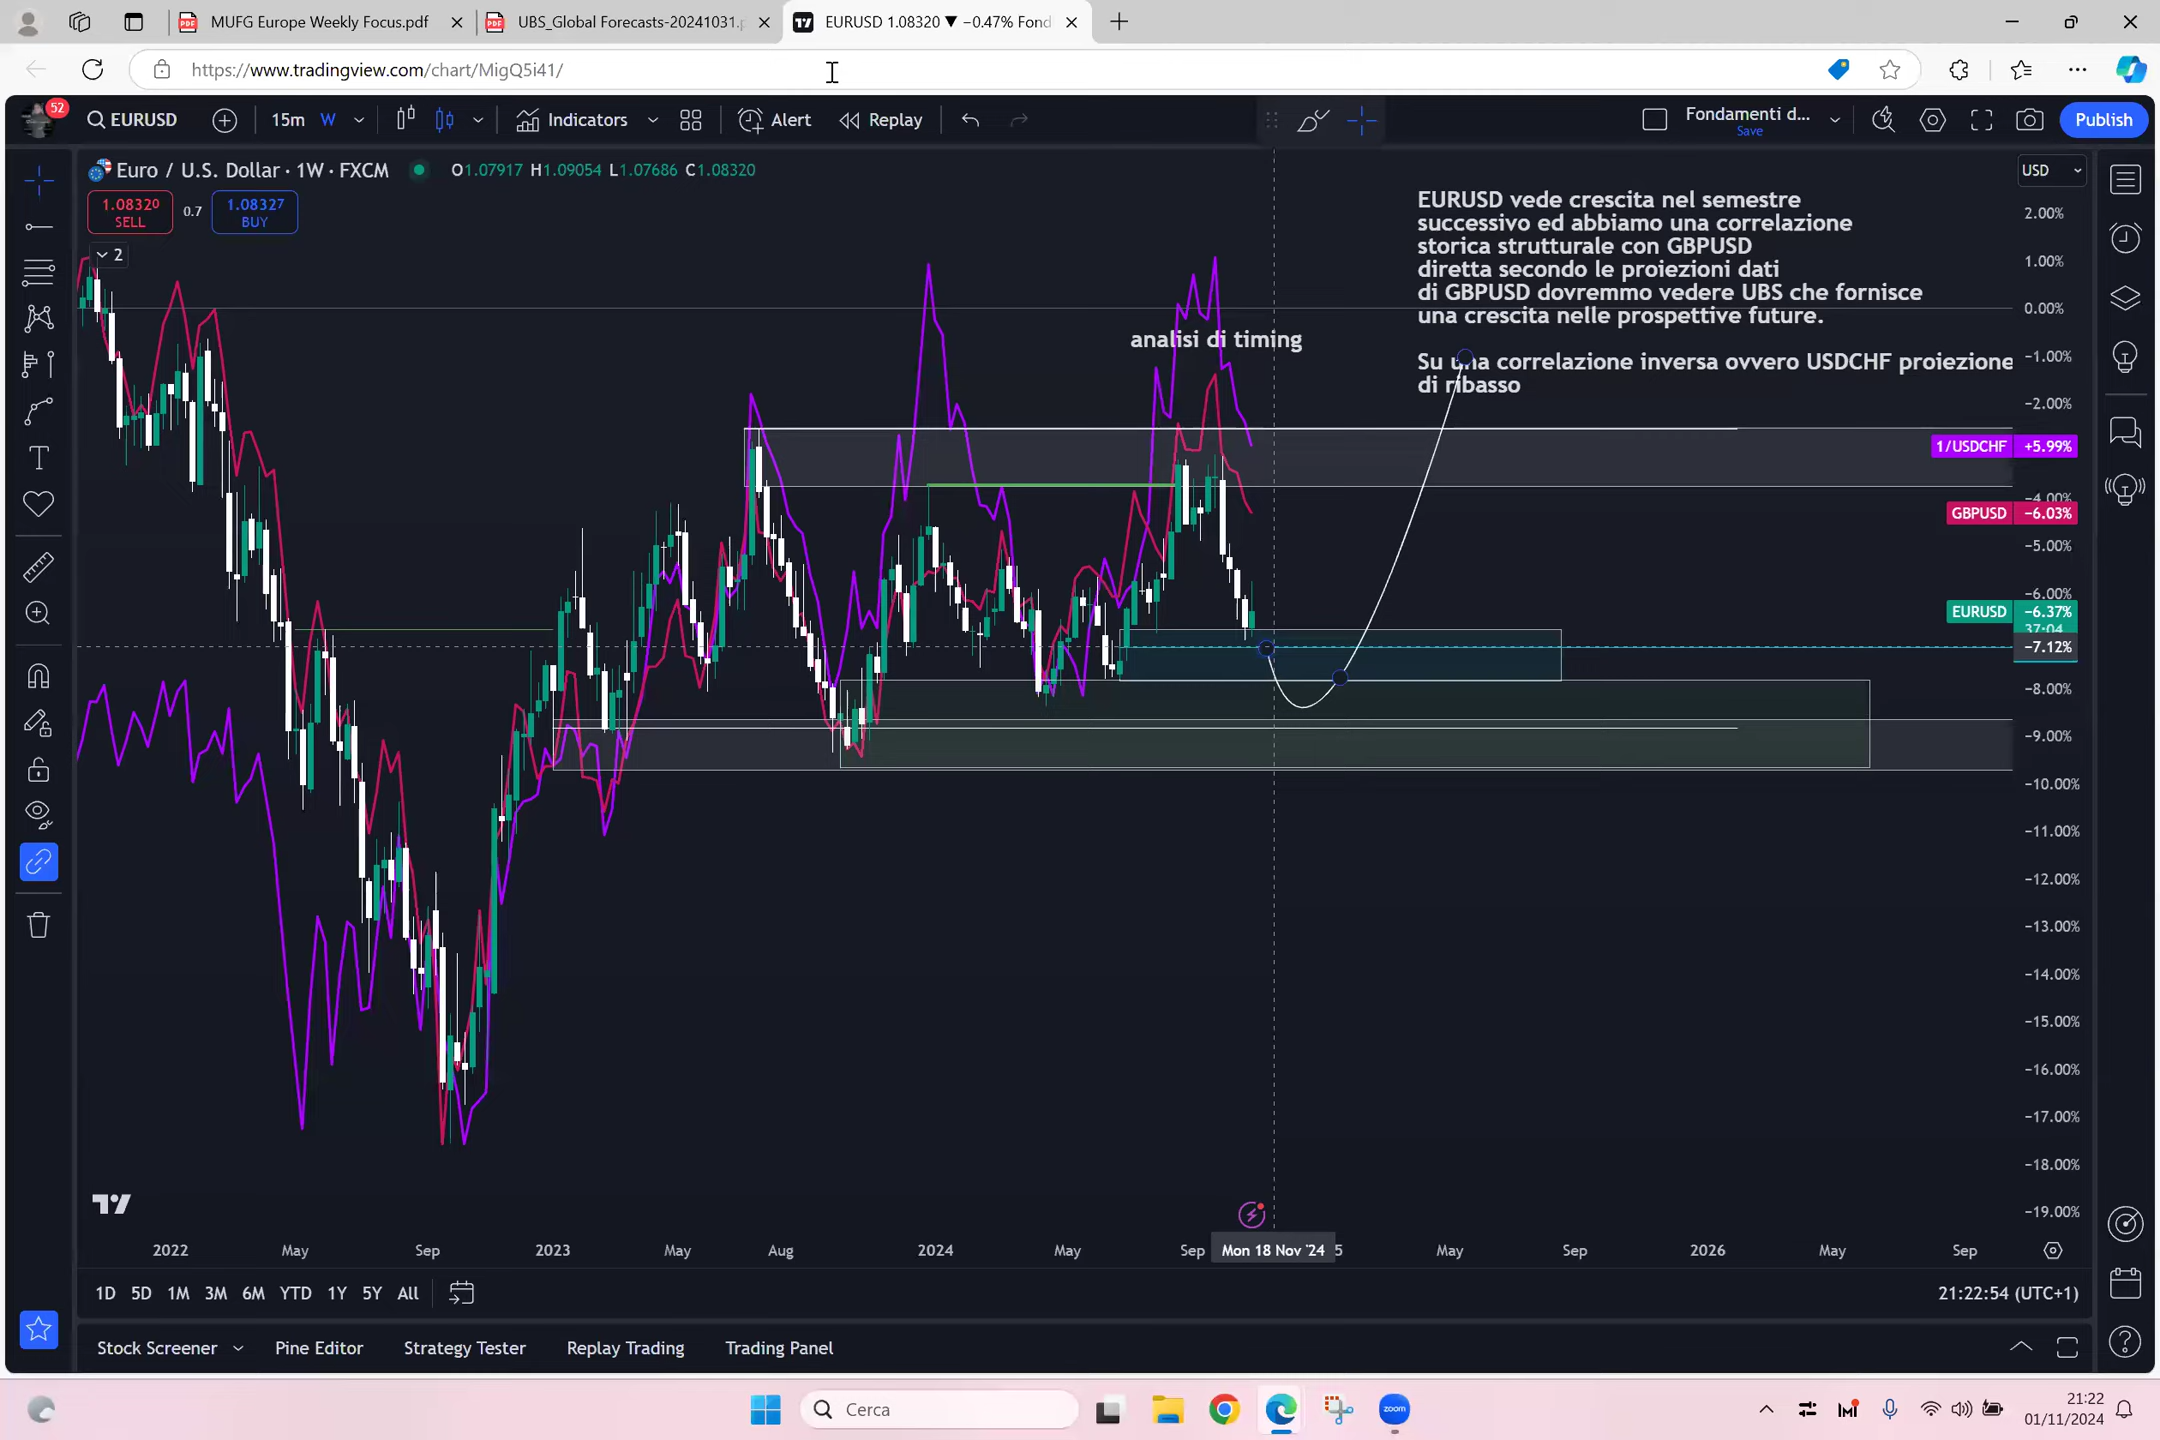 MUFG Europe Weekly Focus.pdf
UBS_Global Forecasts-20241031.p
EURUSD 1.08320 ▼ −0.47% Fond
https://www.tradingview.com/chart/MigQ5i41/
52
EURUSD
15m
W
Indicators
Alert
Replay
Fondamenti d...
Save
Publish
Euro / U.S. Dollar · 1W · FXCM
O1.07917 H1.09054 L1.07686 C1.08320
USD
1.08320
SELL
0.7
1.08327
BUY
2
EURUSD vede crescita nel semestre
successivo ed abbiamo una correlazione
storica strutturale con GBPUSD
diretta secondo le proiezioni dati
di GBPUSD dovremmo vedere UBS che fornisce
una crescita nelle prospettive future.
analisi di timing
Su una correlazione inversa ovvero USDCHF proiezione
di ribasso
2.00%
1.00%
0.00%
−1.00%
−2.00%
1/USDCHF +5.99%
−4.00%
GBPUSD −6.03%
−5.00%
−6.00%
EURUSD −6.37%
37:04
−7.12%
−8.00%
−9.00%
−10.00%
−11.00%
−12.00%
−13.00%
−14.00%
−15.00%
−16.00%
−17.00%
−18.00%
−19.00%
2022
May
Sep
2023
May
Aug
2024
May
Sep
Mon 18 Nov '24
5
May
Sep
2026
May
Sep
1D
5D
1M
3M
6M
YTD
1Y
5Y
All
21:22:54 (UTC+1)
Stock Screener
Pine Editor
Strategy Tester
Replay Trading
Trading Panel
Cerca
zoom
21:22
01/11/2024